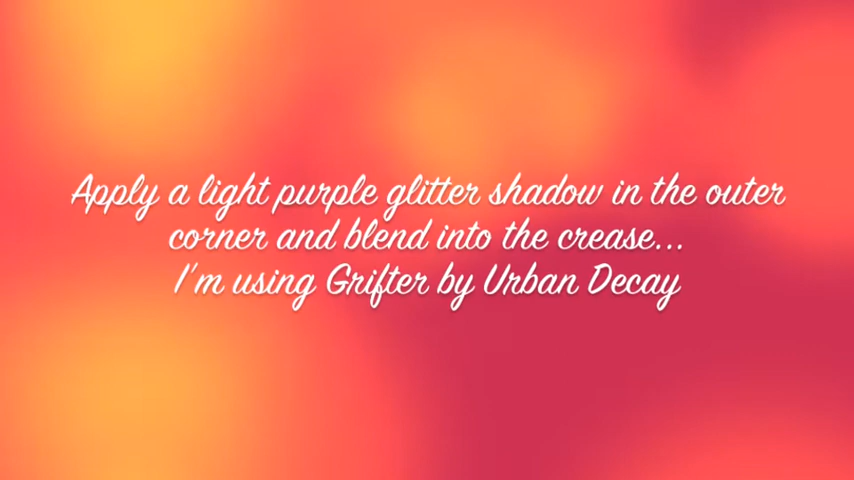 Apply a light purple glitter shadow in the outer
corner and blend into the crease...
I'm using Grifter by Urban Decay